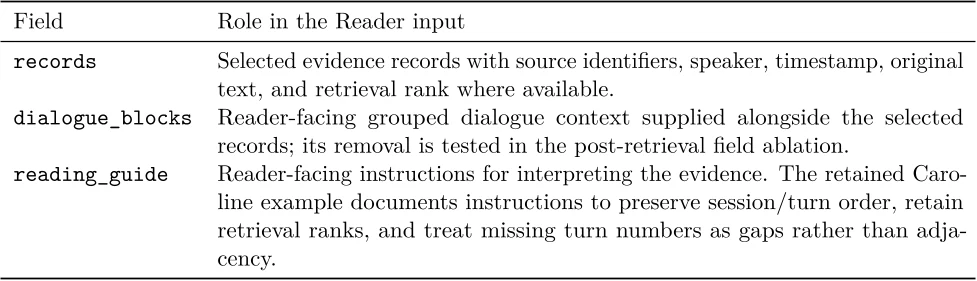 Field Role in the Reader input
records Selected evidence records with source identifiers, speaker, timestamp, original
text, and retrieval rank where available.
dialogue_blocks Reader-facing grouped dialogue context supplied alongside the selected
records; its removal is tested in the post-retrieval field ablation.
reading_guide Reader-facing instructions for interpreting the evidence. The retained Caro-
line example documents instructions to preserve session/turn order, retain
retrieval ranks, and treat missing turn numbers as gaps rather than adja-
cency.